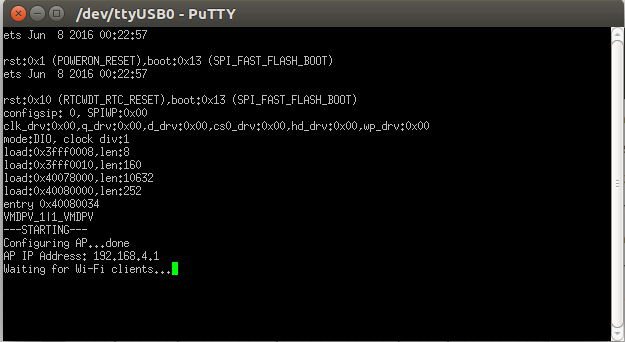 /dev/ttyUSB0 - PuTTY
ets Jun  8 2016 00:22:57
rst:0x1 (POWERON_RESET),boot:0x13 (SPI_FAST_FLASH_BOOT)
ets Jun  8 2016 00:22:57
rst:0x10 (RTCWDT_RTC_RESET),boot:0x13 (SPI_FAST_FLASH_BOOT)
configsip: 0, SPIWP:0x00
clk_drv:0x00,q_drv:0x00,d_drv:0x00,cs0_drv:0x00,hd_drv:0x00,wp_drv:0x00
mode:DIO, clock div:1
load:0x3fff0008,len:8
load:0x3fff0010,len:160
load:0x40078000,len:10632
load:0x40080000,len:252
entry 0x40080034
VMDPV_1|1_VMDPV
---STARTING---
Configuring AP...done
AP IP Address: 192.168.4.1
Waiting for Wi-Fi clients...